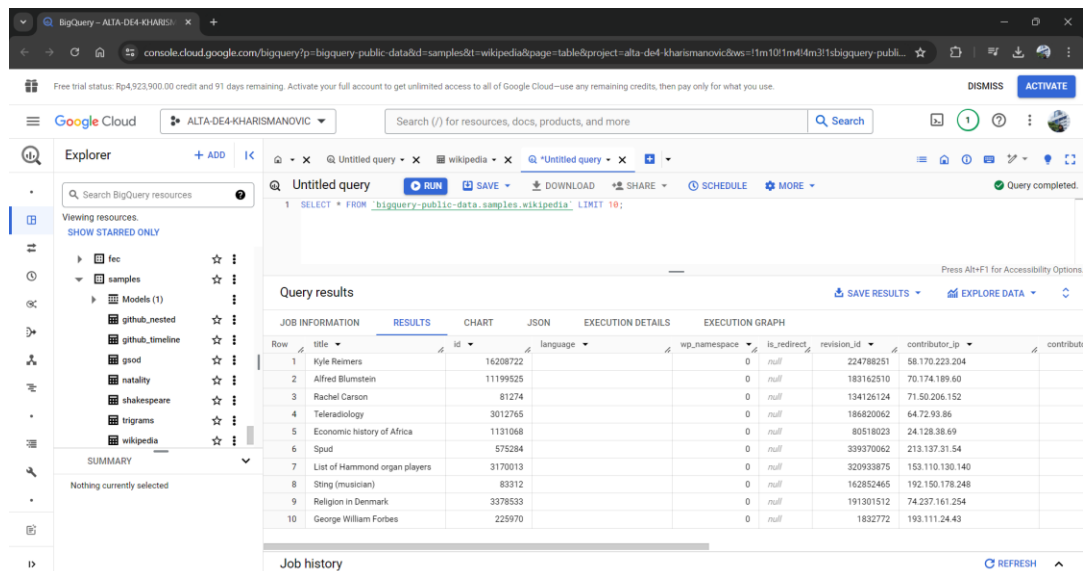 BigQuery – ALTA-DE4-KHARISM
console.cloud.google.com/bigquery?p=bigquery-public-data&d=samples&t=wikipedia&page=table&project=alta-de4-kharismanovic&ws=!1m10!1m4!4m3!1sbigquery-publi...
Free trial status: Rp4,923,900.00 credit and 91 days remaining. Activate your full account to get unlimited access to all of Google Cloud—use any remaining credits, then pay only for what you use.
DISMISS ACTIVATE
Google Cloud ALTA-DE4-KHARISMANOVIC Search (/) for resources, docs, products, and more Search 1
Explorer + ADD
Untitled query wikipedia *Untitled query
Search BigQuery resources
Viewing resources.
SHOW STARRED ONLY
fec
samples
Models (1)
github_nested
github_timeline
gsod
natality
shakespeare
trigrams
wikipedia
SUMMARY
Nothing currently selected
Untitled query RUN SAVE DOWNLOAD SHARE SCHEDULE MORE Query completed.
1 SELECT * FROM `bigquery-public-data.samples.wikipedia` LIMIT 10;
Press Alt+F1 for Accessibility Options.
Query results SAVE RESULTS EXPLORE DATA
JOB INFORMATION RESULTS CHART JSON EXECUTION DETAILS EXECUTION GRAPH
Row title id language wp_namespace is_redirect revision_id contributor_ip contributo
1 Kyle Reimers 16208722 0 null 224788251 58.170.223.204
2 Alfred Blumstein 11199525 0 null 183162510 70.174.189.60
3 Rachel Carson 81274 0 null 134126124 71.50.206.152
4 Teleradiology 3012765 0 null 186820062 64.72.93.86
5 Economic history of Africa 1131068 0 null 80518023 24.128.38.69
6 Spud 575284 0 null 339370062 213.137.31.54
7 List of Hammond organ players 3170013 0 null 320933875 153.110.130.140
8 Sting (musician) 83312 0 null 162852465 192.150.178.248
9 Religion in Denmark 3378533 0 null 191301512 74.237.161.254
10 George William Forbes 225970 0 null 1832772 193.111.24.43
Job history REFRESH